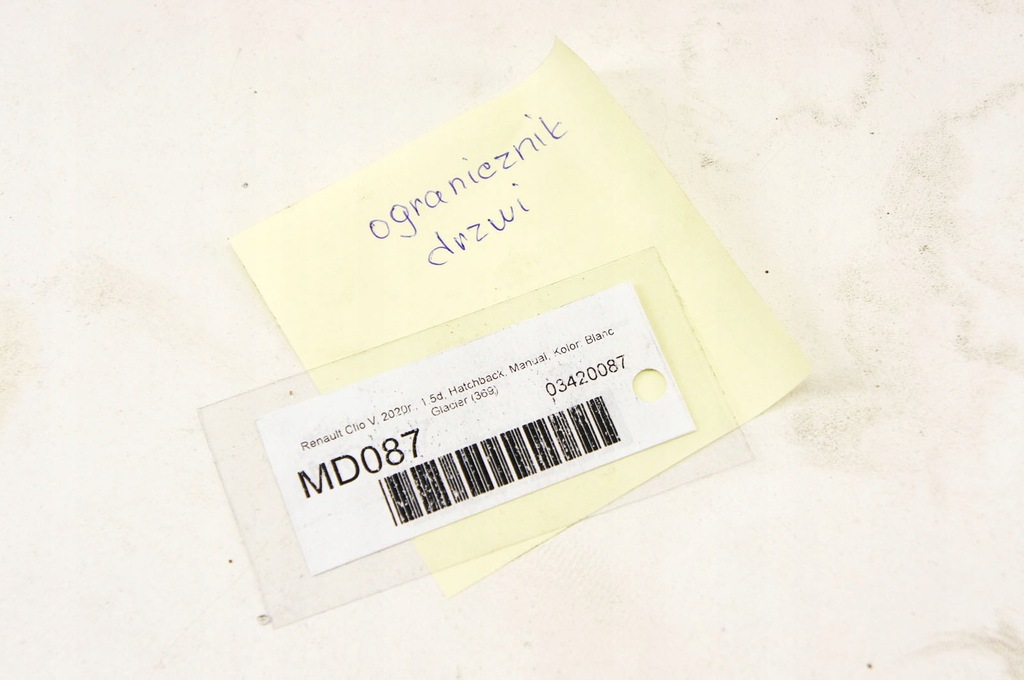 ogranicznik
drzwi
Renault Clio V, 2020r., 1.5d, Hatchback, Manual, Kolor: Blanc
Glacier (369)
03420087
MD087